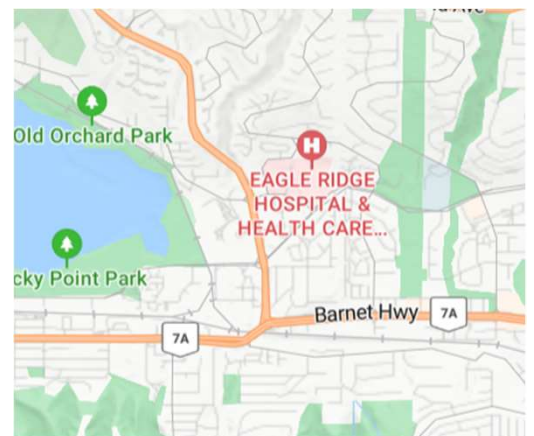 Old Orchard Park
H
EAGLE RIDGE
HOSPITAL &
HEALTH CARE...
cky Point Park
Barnet Hwy
7A
7A